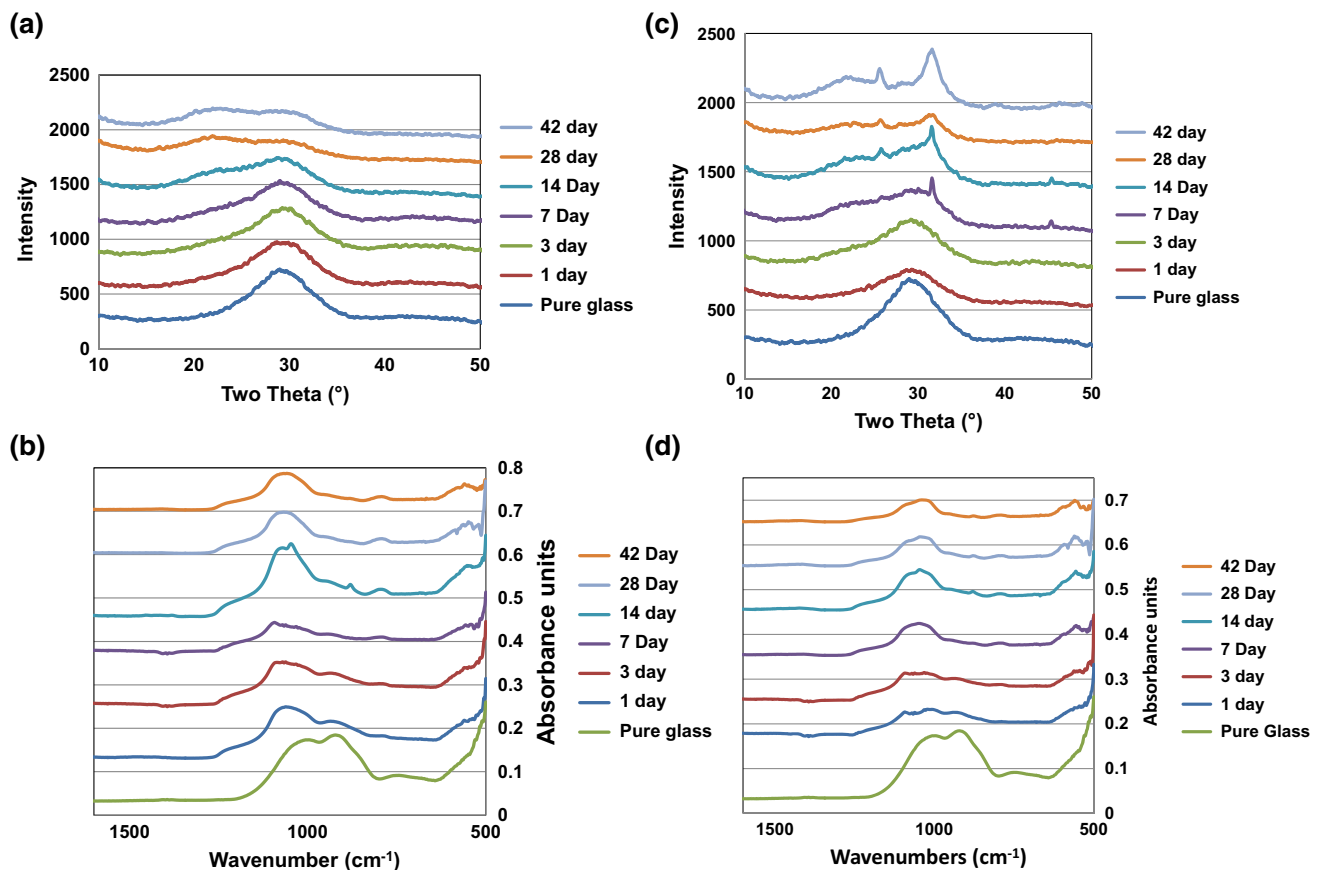 (a)
2500
2000
1500
1000
500
0
Intensity
10 20 30 40 50
Two Theta (°)
42 day
28 day
14 Day
7 Day
3 day
1 day
Pure glass
(c)
2500
2000
1500
1000
500
0
Intensity
10 20 30 40 50
Two Theta (°)
42 day
28 day
14 Day
7 Day
3 day
1 day
Pure glass
(b)
0.8
0.7
0.6
0.5
0.4
0.3
0.2
0.1
0
Absorbance units
1500 1000 500
Wavenumber (cm-1)
42 Day
28 Day
14 day
7 Day
3 day
1 day
Pure glass
(d)
0.7
0.6
0.5
0.4
0.3
0.2
0.1
0
Absorbance units
1500 1000 500
Wavenumbers (cm-1)
42 Day
28 Day
14 day
7 Day
3 day
1 day
Pure Glass